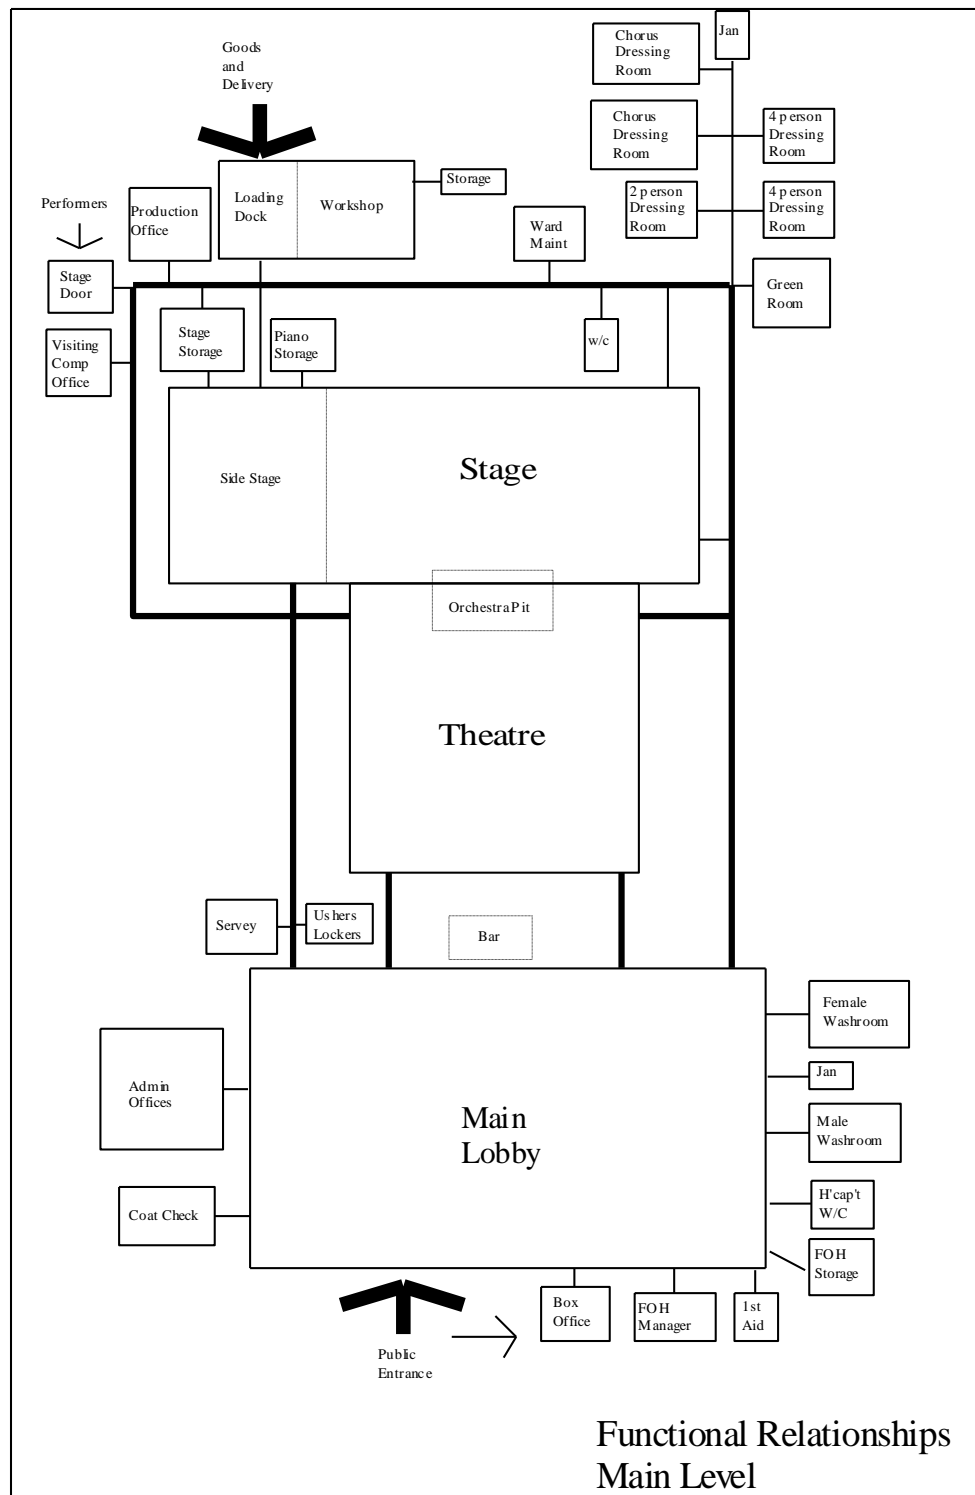 Goods
and
Delivery
Chorus
Dressing
Room
Jan
Chorus
Dressing
Room
4 person
Dressing
Room
Loading
Dock
Workshop
Storage
Performers
Production
Office
2 person
Dressing
Room
4 person
Dressing
Room
Ward
Maint
Stage
Door
Green
Room
Visiting
Comp
Office
Stage
Storage
Piano
Storage
w/c
Side Stage
Stage
Orchestra Pit
Theatre
Servey
Ushers
Lockers
Bar
Female
Washroom
Admin
Offices
Jan
Main
Lobby
Male
Washroom
Coat Check
H'cap't
W/C
FOH
Storage
Box
Office
FOH
Manager
1st
Aid
Public
Entrance
Functional Relationships
Main Level